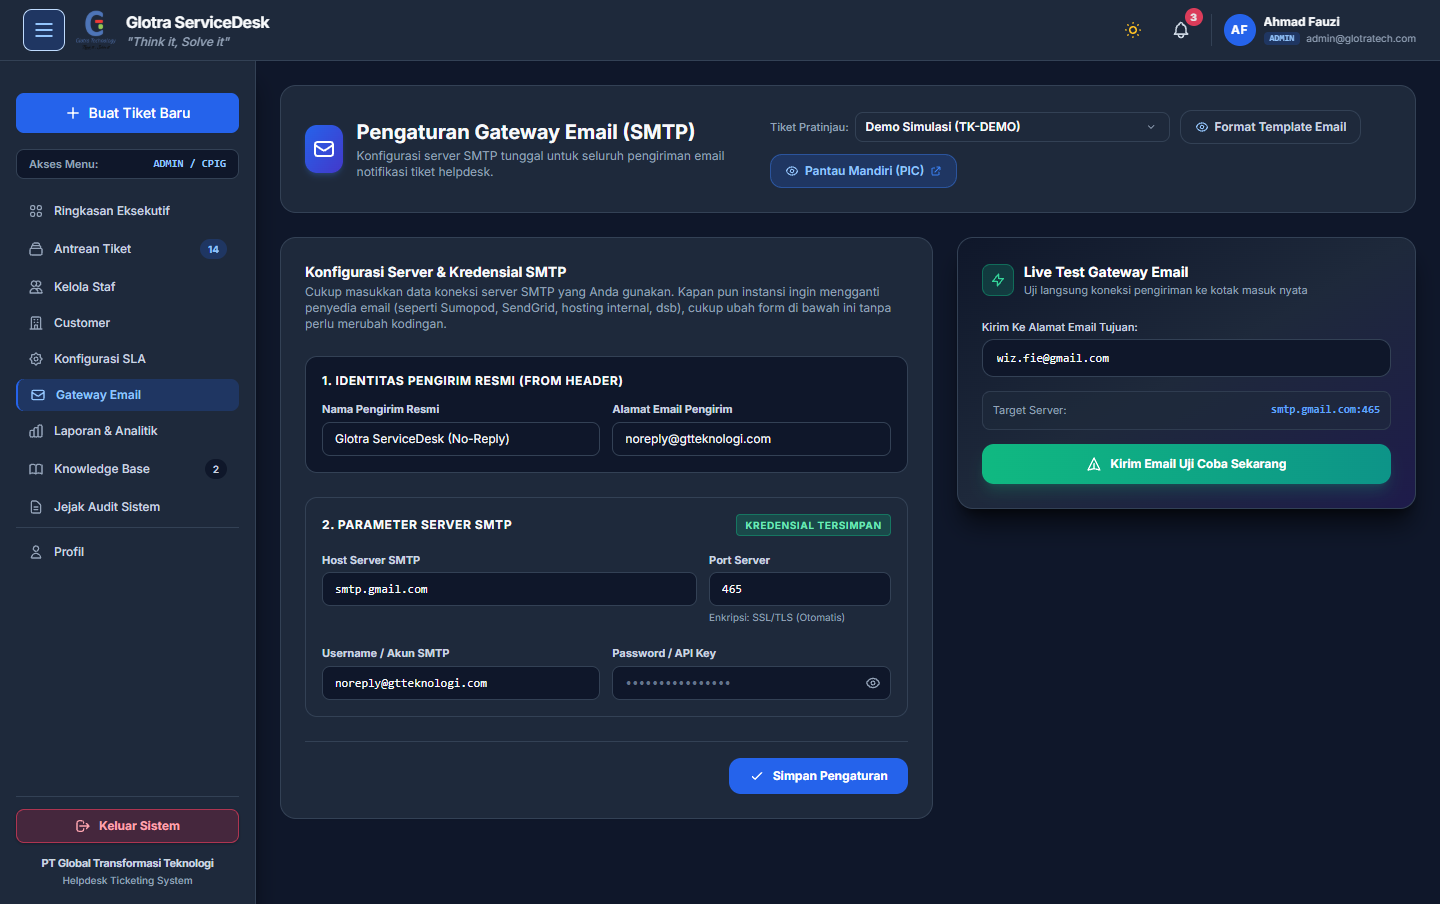 Glotra ServiceDesk
"Think it, Solve it"
3
AF
Ahmad Fauzi
ADMIN admin@glotratech.com
Buat Tiket Baru
Akses Menu: ADMIN / CPIG
Ringkasan Eksekutif
Antrean Tiket 14
Kelola Staf
Customer
Konfigurasi SLA
Gateway Email
Laporan & Analitik
Knowledge Base 2
Jejak Audit Sistem
Profil
Keluar Sistem
PT Global Transformasi Teknologi
Helpdesk Ticketing System
Pengaturan Gateway Email (SMTP)
Konfigurasi server SMTP tunggal untuk seluruh pengiriman email
notifikasi tiket helpdesk.
Tiket Pratinjau: Demo Simulasi (TK-DEMO) Format Template Email
Pantau Mandiri (PIC)
Konfigurasi Server & Kredensial SMTP
Cukup masukkan data koneksi server SMTP yang Anda gunakan. Kapan pun instansi ingin mengganti
penyedia email (seperti Sumopod, SendGrid, hosting internal, dsb), cukup ubah form di bawah ini tanpa
perlu merubah kodingan.
1. IDENTITAS PENGIRIM RESMI (FROM HEADER)
Nama Pengirim Resmi Alamat Email Pengirim
Glotra ServiceDesk (No-Reply) noreply@gtteknologi.com
2. PARAMETER SERVER SMTP KREDENSIAL TERSIMPAN
Host Server SMTP Port Server
smtp.gmail.com 465
Enkripsi: SSL/TLS (Otomatis)
Username / Akun SMTP Password / API Key
noreply@gtteknologi.com ••••••••••••••••
Simpan Pengaturan
Live Test Gateway Email
Uji langsung koneksi pengiriman ke kotak masuk nyata
Kirim Ke Alamat Email Tujuan:
wiz.fie@gmail.com
Target Server: smtp.gmail.com:465
Kirim Email Uji Coba Sekarang